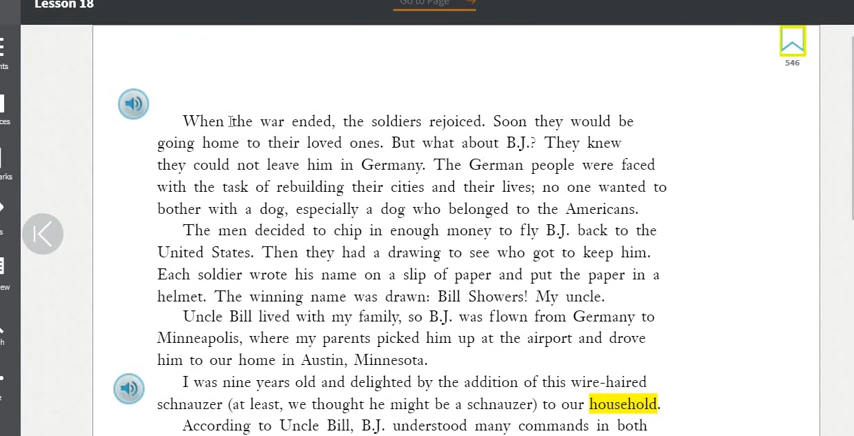 Lesson 18
Go to Page
546
When the war ended, the soldiers rejoiced. Soon they would be
going home to their loved ones. But what about B.J.? They knew
they could not leave him in Germany. The German people were faced
with the task of rebuilding their cities and their lives; no one wanted to
bother with a dog, especially a dog who belonged to the Americans.
The men decided to chip in enough money to fly B.J. back to the
United States. Then they had a drawing to see who got to keep him.
Each soldier wrote his name on a slip of paper and put the paper in a
helmet. The winning name was drawn: Bill Showers! My uncle.
Uncle Bill lived with my family, so B.J. was flown from Germany to
Minneapolis, where my parents picked him up at the airport and drove
him to our home in Austin, Minnesota.
I was nine years old and delighted by the addition of this wire-haired
schnauzer (at least, we thought he might be a schnauzer) to our household.
According to Uncle Bill, B.J. understood many commands in both